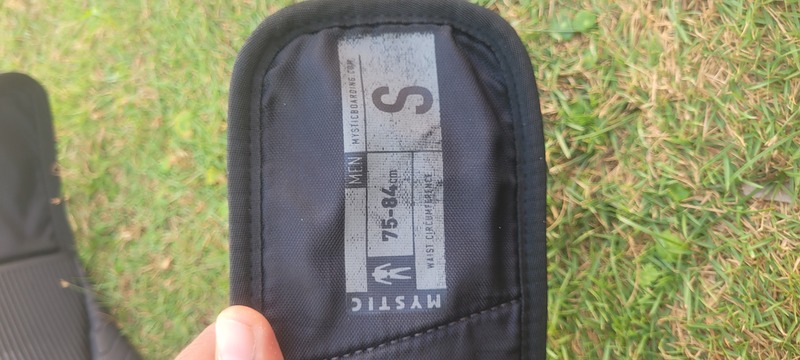 MYSTIC
WAIST CIRCUMFERENCE
75-84cm
MEN
S
MYSTICBOARDING.COM